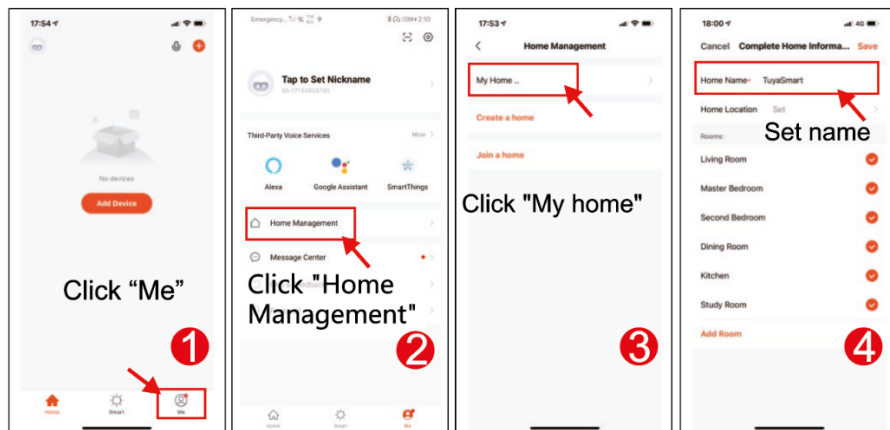 17:54
No devices
Add Device
Click “Me”
1
Home
Smart
Me
Emergency...
2:10
Tap to Set Nickname
Third-Party Voice Services
More
Alexa
Google Assistant
SmartThings
Home Management
Message Center
Click "Home
Management"
2
Home
Smart
Me
17:53
Home Management
My Home ..
Create a home
Join a home
Click "My home"
3
18:00
4G
Cancel
Complete Home Informa...
Save
Home Name*
TuyaSmart
Home Location
Set
Set name
Rooms:
Living Room
Master Bedroom
Second Bedroom
Dining Room
Kitchen
Study Room
Add Room
4